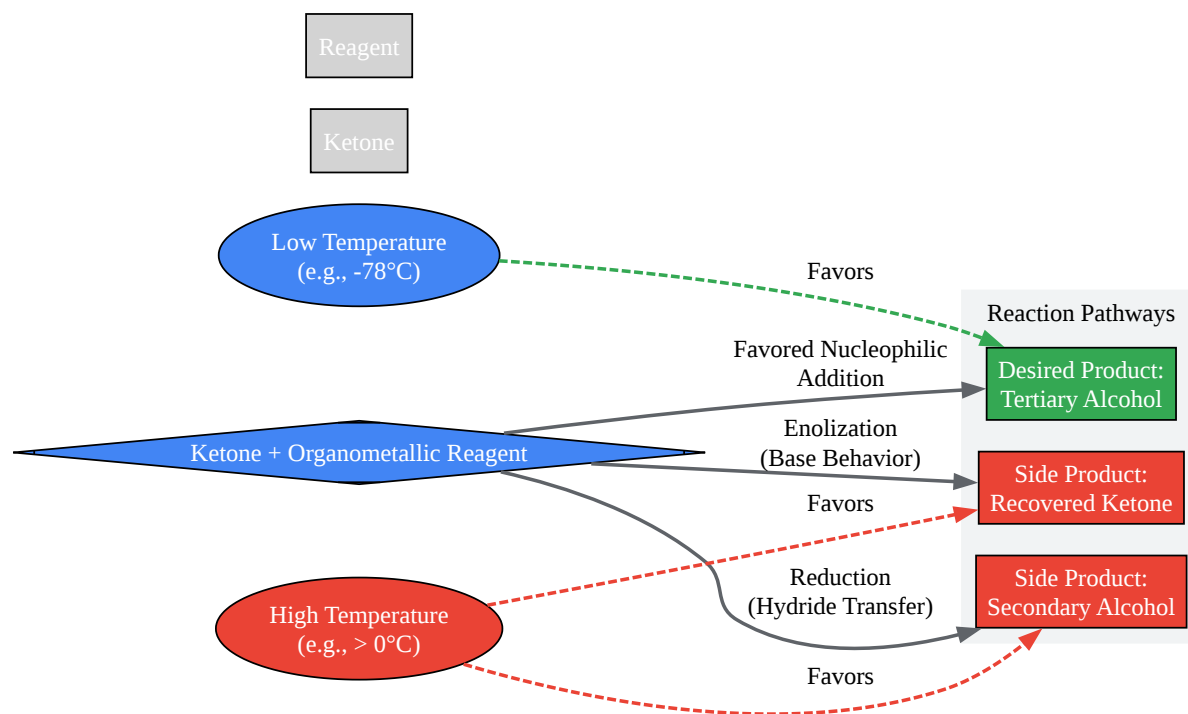 Reagent
Ketone
Low Temperature
(e.g., -78°C)
Favors
Reaction Pathways
Favored Nucleophilic
Addition
Desired Product:
Tertiary Alcohol
Ketone + Organometallic Reagent
Enolization
(Base Behavior)
Side Product:
Recovered Ketone
Favors
High Temperature
(e.g., > 0°C)
Reduction
(Hydride Transfer)
Side Product:
Secondary Alcohol
Favors